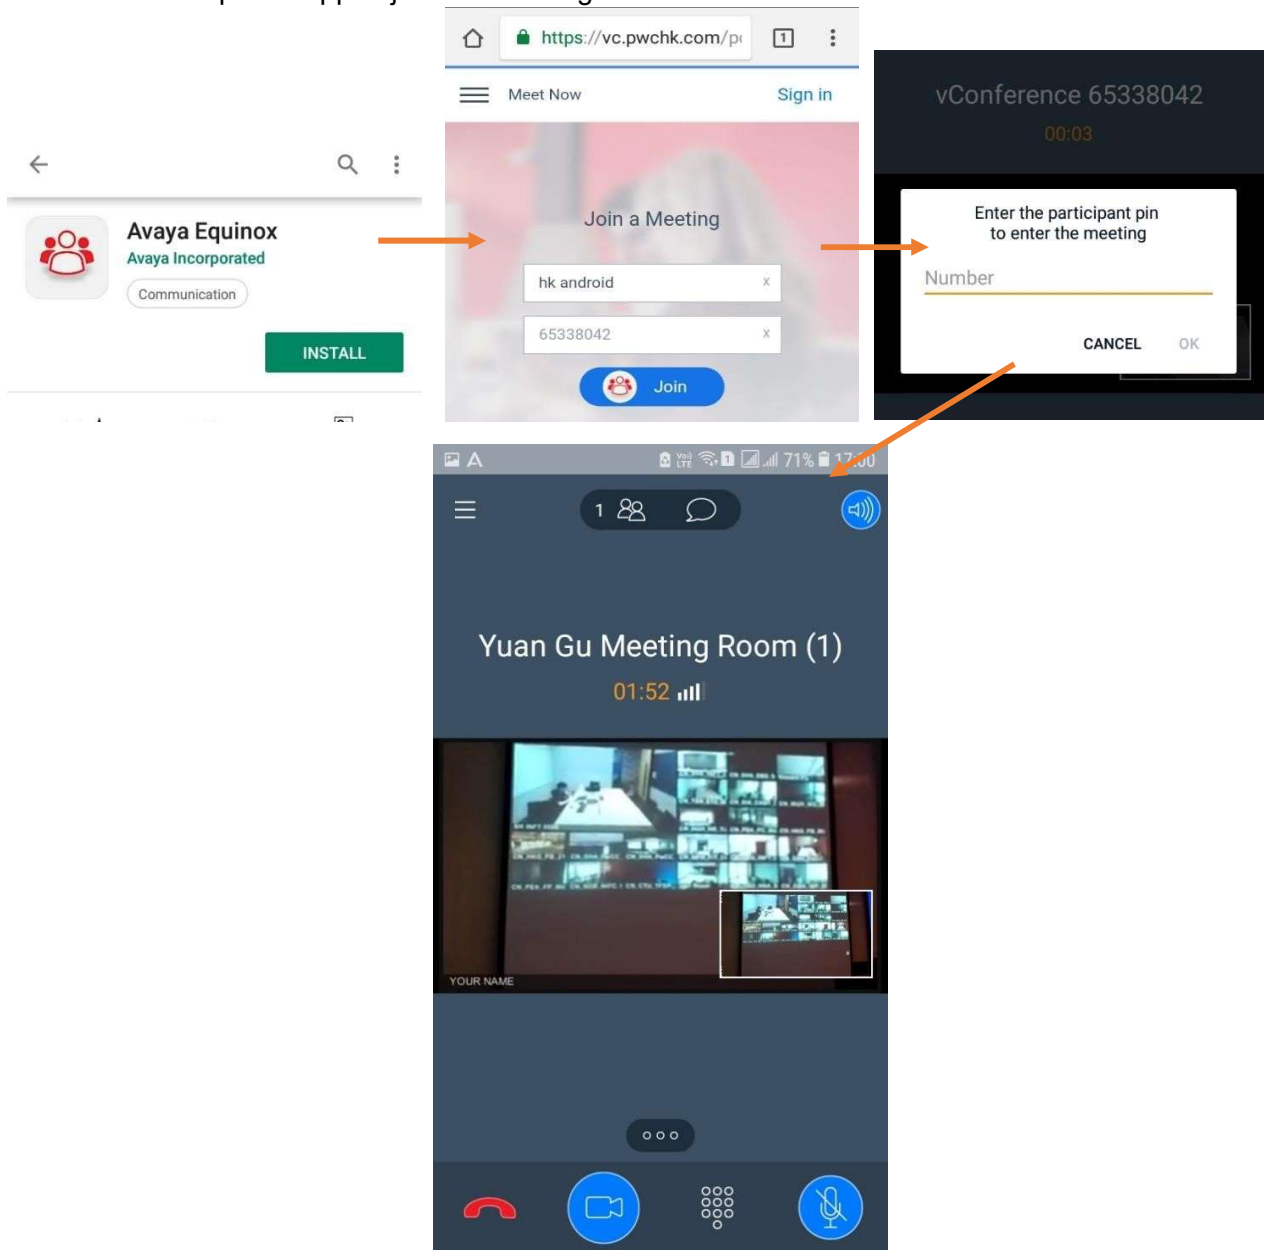 https://vc.pwchk.com/p
1
Meet Now
Sign in
Avaya Equinox
Avaya Incorporated
Communication
INSTALL
Join a Meeting
hk android
x
65338042
x
Join
vConference 65338042
00:03
Enter the participant pin
to enter the meeting
Number
CANCEL
OK
71% 17:00
1
Yuan Gu Meeting Room (1)
01:52
YOUR NAME